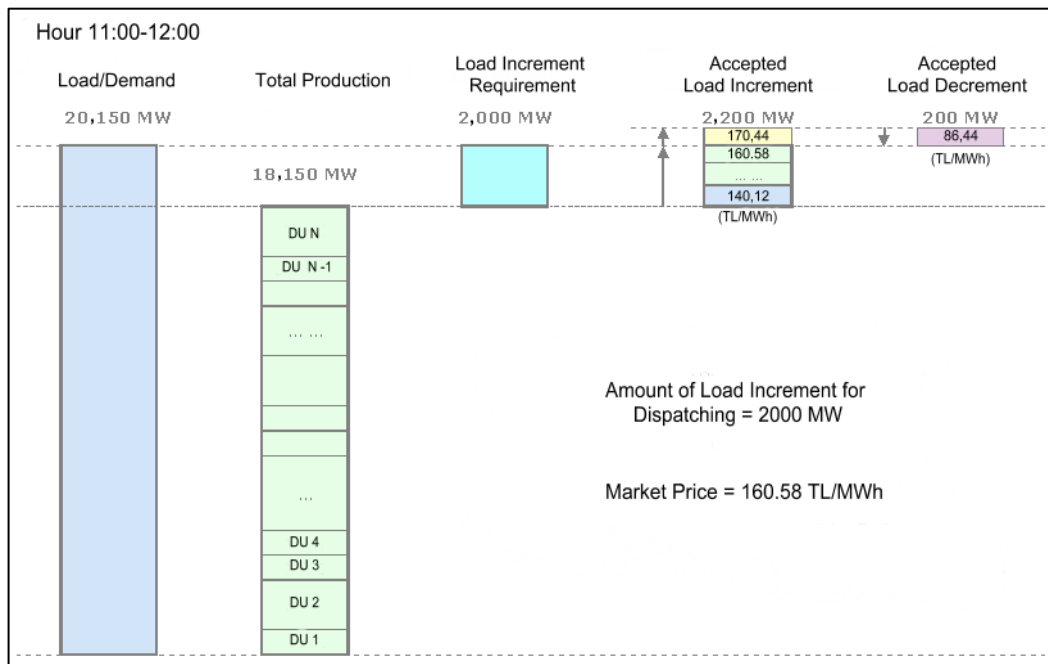 Hour 11:00-12:00
Load/Demand
Total Production
Load Increment
Requirement
Accepted
Load Increment
Accepted
Load Decrement
20,150 MW
2,000 MW
2,200 MW
200 MW
170,44
86,44
160.58
(TL/MWh)
18,150 MW
... ...
140,12
(TL/MWh)
DU N
DU N -1
... ...
Amount of Load Increment for
Dispatching = 2000 MW
Market Price = 160.58 TL/MWh
...
DU 4
DU 3
DU 2
DU 1